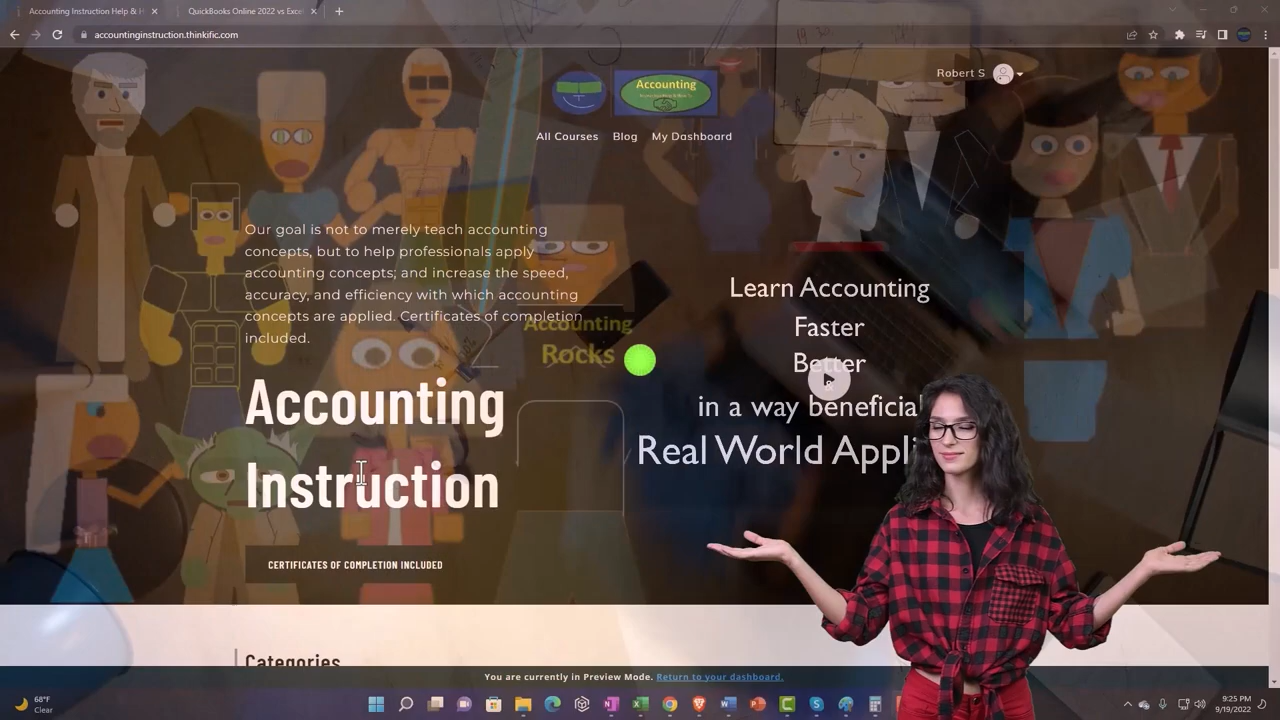 Accounting Instruction Help & H
QuickBooks Online 2022 vs Exce
accountinginstruction.thinkific.com
Accounting
Robert S
All Courses
Blog
My Dashboard
Our goal is not to merely teach accounting
concepts, but to help professionals apply
accounting concepts; and increase the speed,
accuracy, and efficiency with which accounting
concepts are applied. Certificates of completion
included.
Accounting
Rocks
Learn Accounting
Faster
Better
&
in a way beneficial
Real World Appli
Accounting
Instruction
CERTIFICATES OF COMPLETION INCLUDED
Categories
You are currently in Preview Mode. Return to your dashboard.
68°F
Clear
9:25 PM
9/19/2022